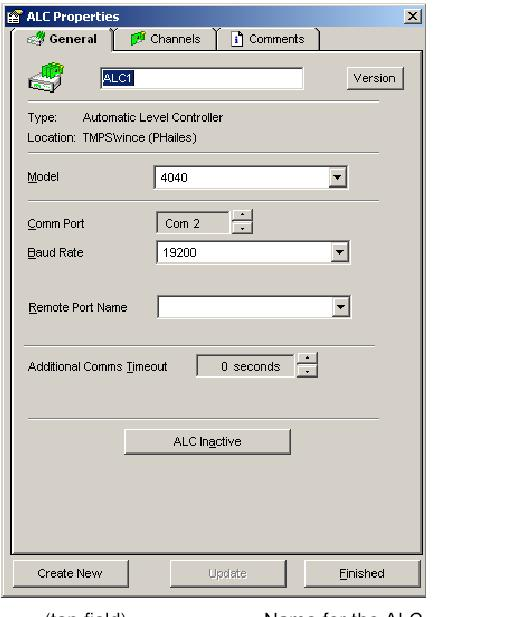 ALC Properties
General Channels Comments
ALC1 Version
Type: Automatic Level Controller
Location: TMPSwince (PHailes)
Model 4040
Comm Port Com 2
Baud Rate 19200
Remote Port Name
Additional Comms Timeout 0 seconds
ALC Inactive
Create New Update Finished
(top field) Name for the ALC